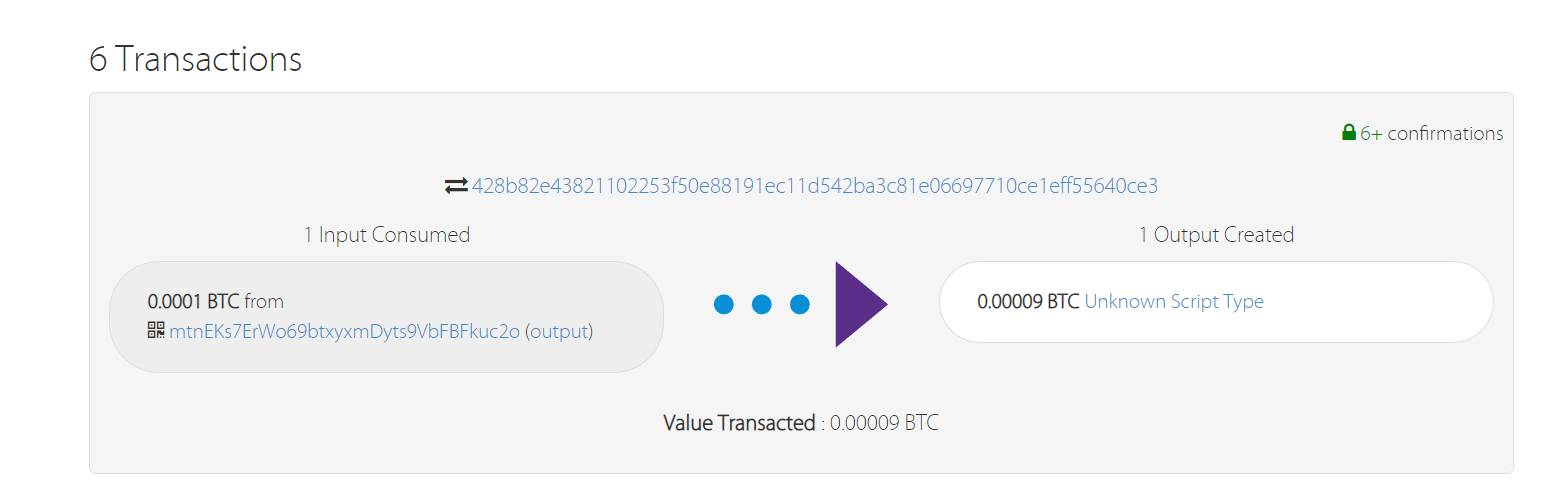 6 Transactions
6+ confirmations
428b82e43821102253f50e88191ec11d542ba3c81e06697710ce1eff55640ce3
1 Input Consumed
1 Output Created
0.0001 BTC from
mtnEKs7ErWo69btxyxmDyts9VbFBFkuc2o (output)
0.00009 BTC Unknown Script Type
Value Transacted : 0.00009 BTC